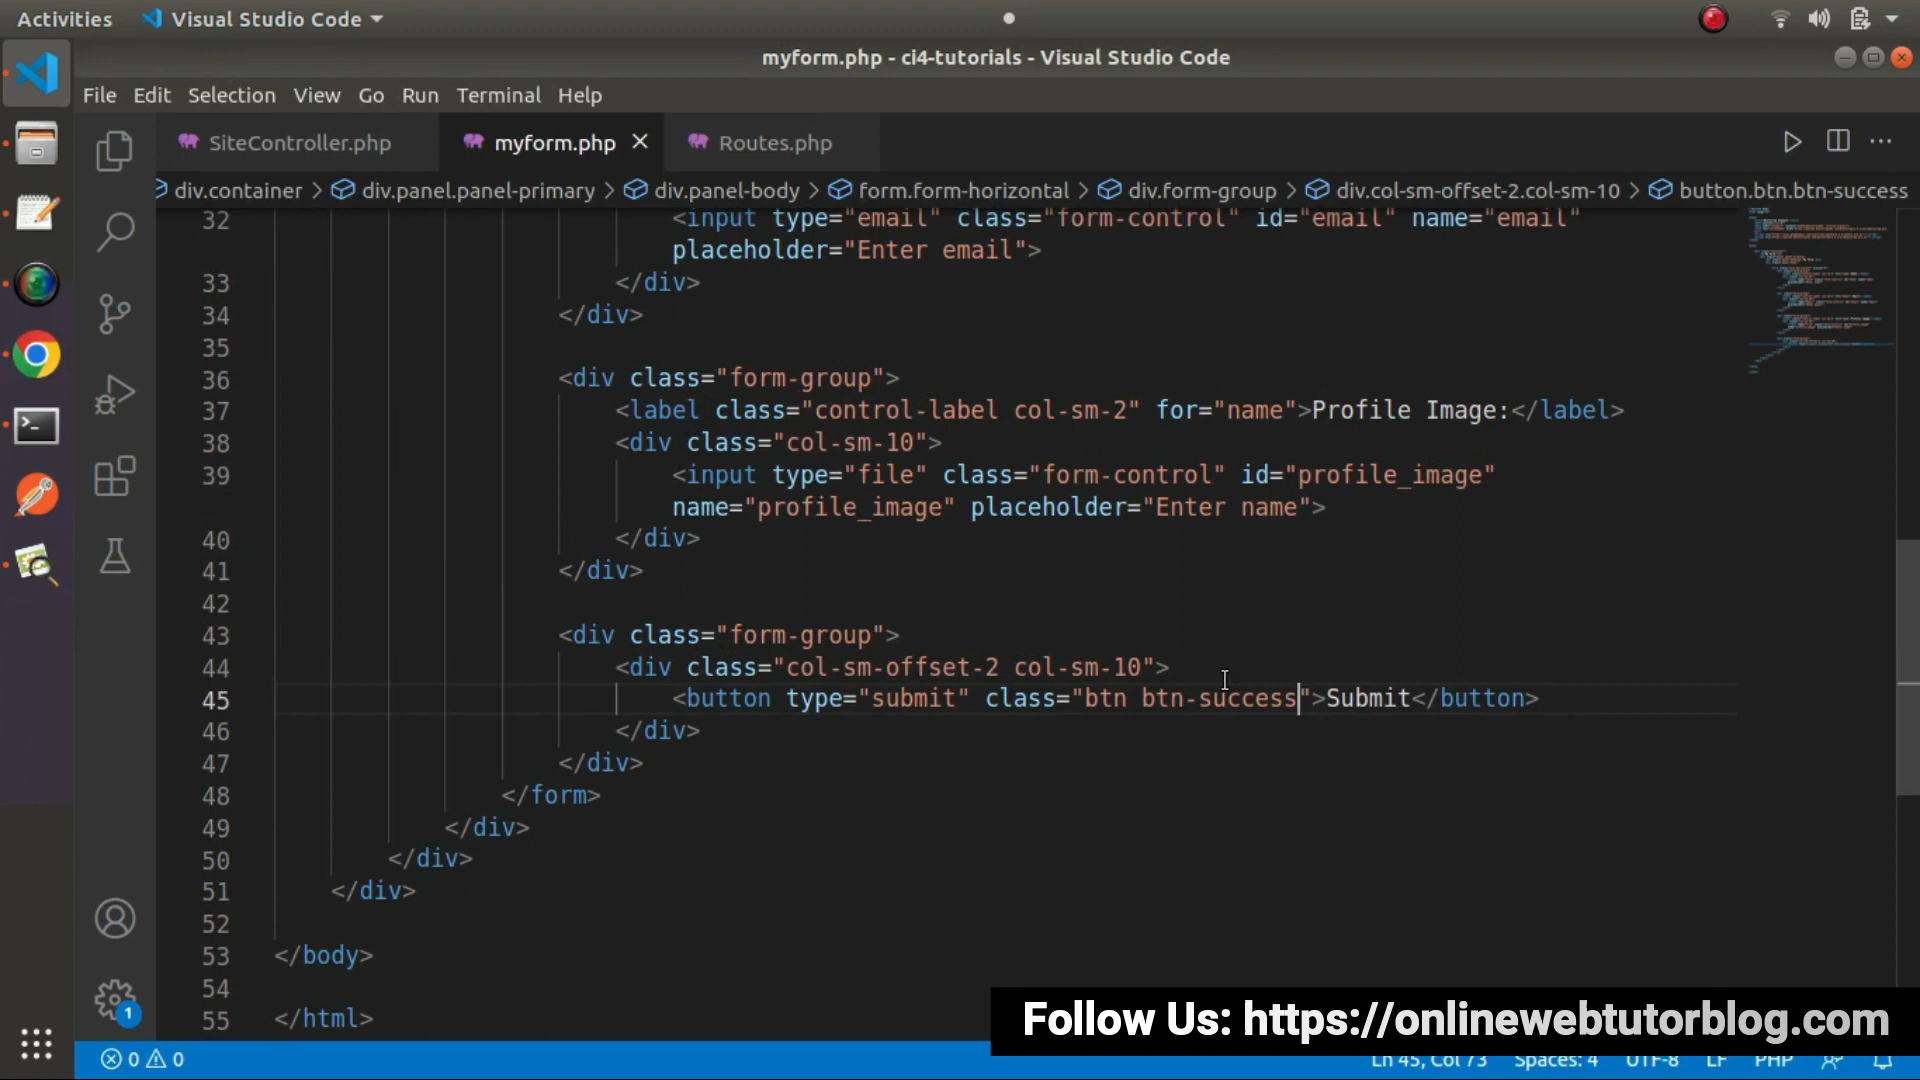 Activities Visual Studio Code
myform.php - ci4-tutorials - Visual Studio Code
File Edit Selection View Go Run Terminal Help
SiteController.php myform.php Routes.php
div.container > div.panel.panel-primary > div.panel-body > form.form-horizontal > div.form-group > div.col-sm-offset-2.col-sm-10 > button.btn.btn-success
32 <input type="email" class="form-control" id="email" name="email"
placeholder="Enter email">
33 </div>
34 </div>
35
36 <div class="form-group">
37 <label class="control-label col-sm-2" for="name">Profile Image:</label>
38 <div class="col-sm-10">
39 <input type="file" class="form-control" id="profile_image"
name="profile_image" placeholder="Enter name">
40 </div>
41 </div>
42
43 <div class="form-group">
44 <div class="col-sm-offset-2 col-sm-10">
45 <button type="submit" class="btn btn-success">Submit</button>
46 </div>
47 </div>
48 </form>
49 </div>
50 </div>
51 </div>
52
53 </body>
54
55 </html>
1
Follow Us: https://onlinewebtutorblog.com
0 0 Ln 45, Col 73 Spaces: 4 UTF-8 LF PHP